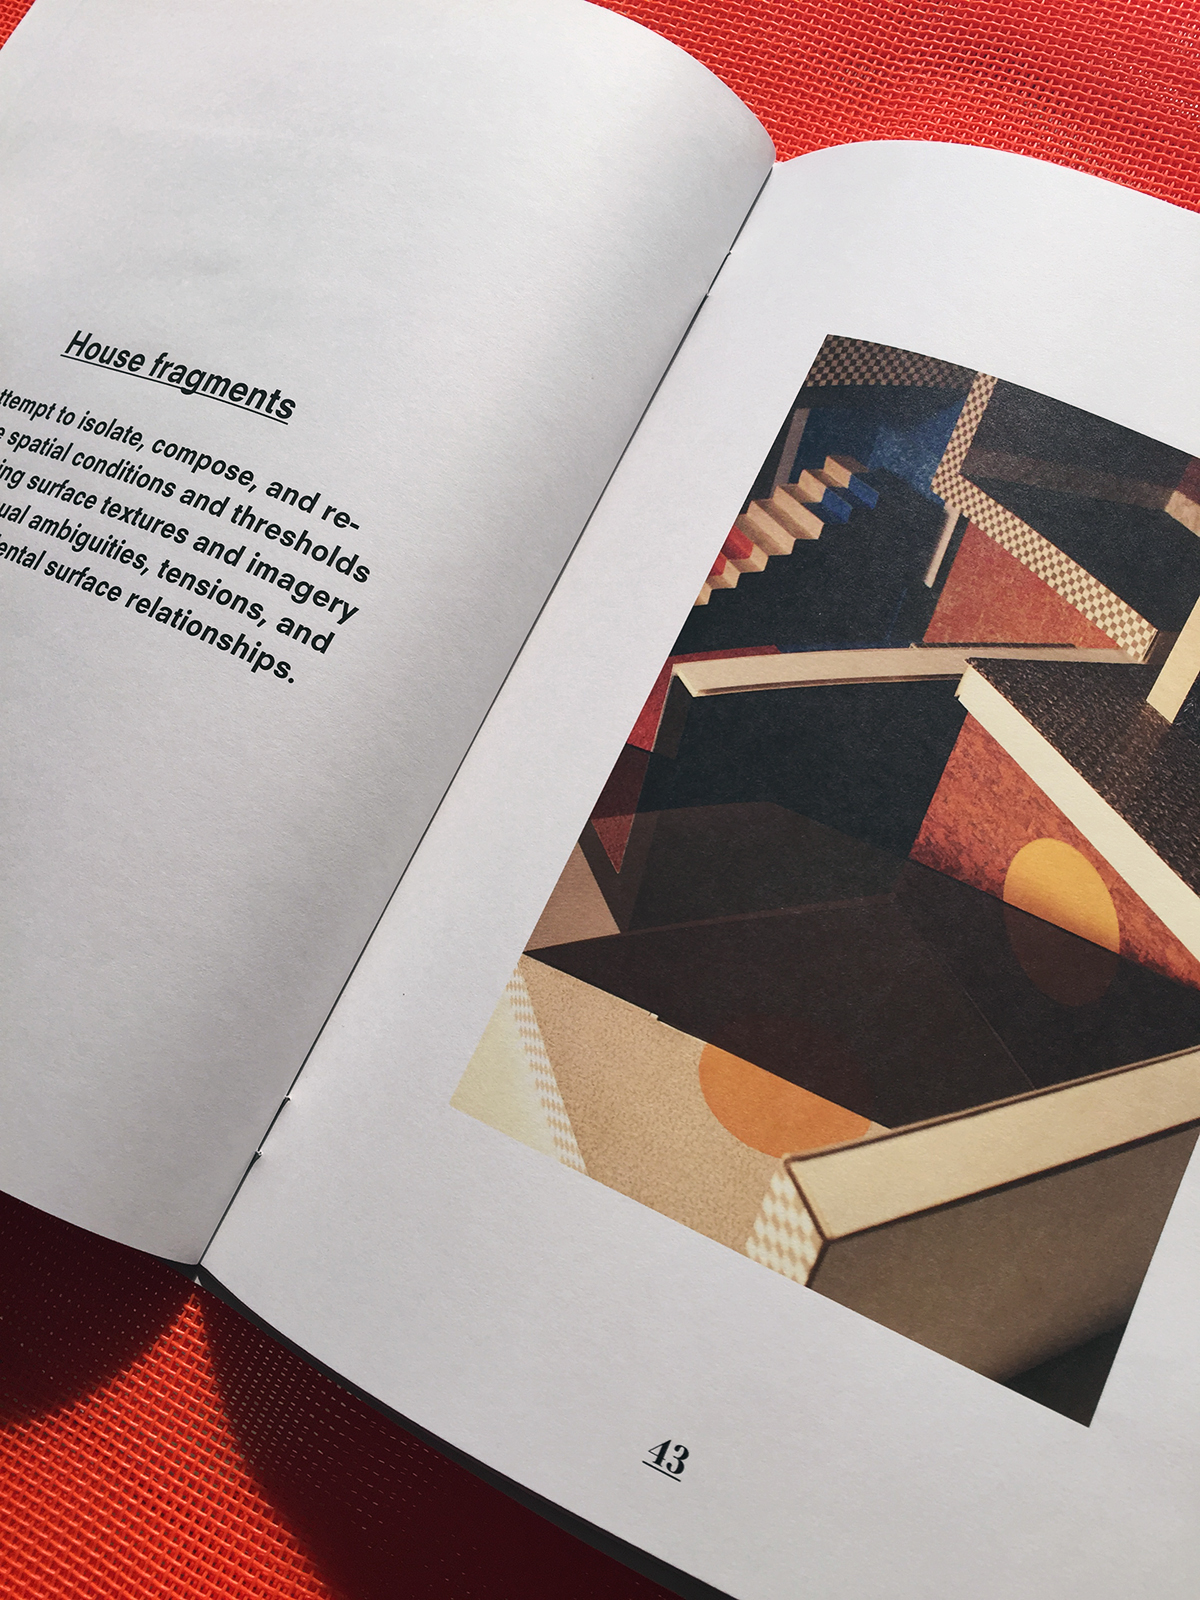 House fragments
ttempt to isolate, compose, and re-
e spatial conditions and thresholds
ing surface textures and imagery
ual ambiguities, tensions, and
ental surface relationships.
43